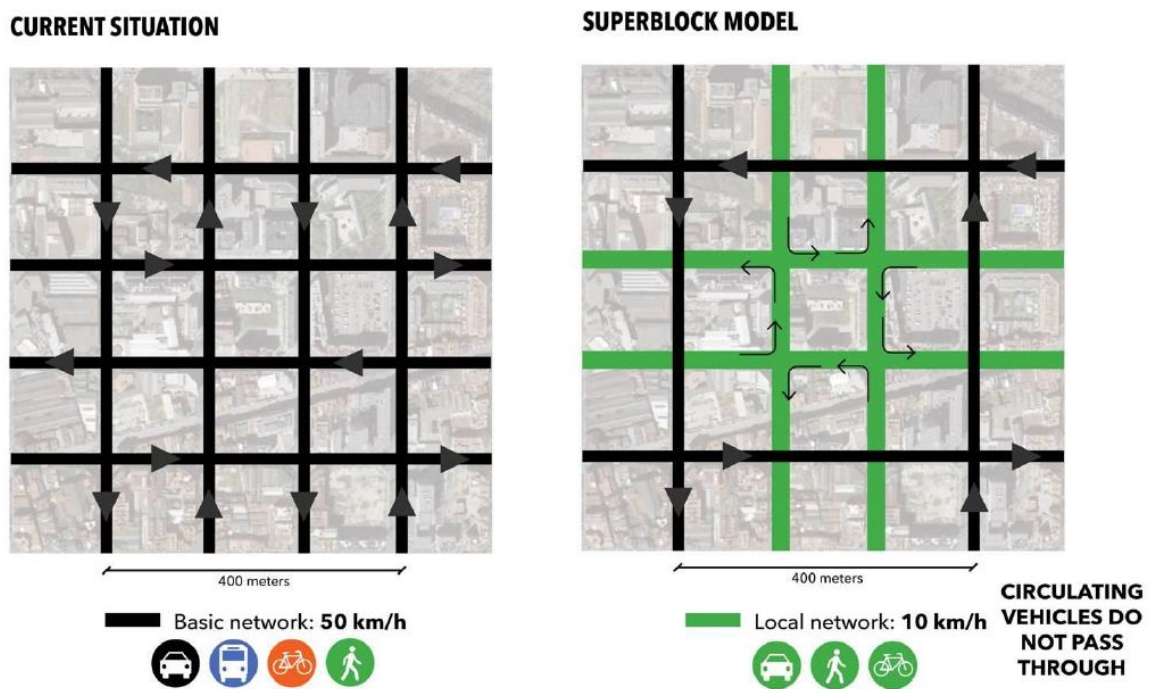 CURRENT SITUATION
SUPERBLOCK MODEL
400 meters
Basic network: 50 km/h
400 meters
Local network: 10 km/h
CIRCULATING
VEHICLES DO
NOT PASS
THROUGH